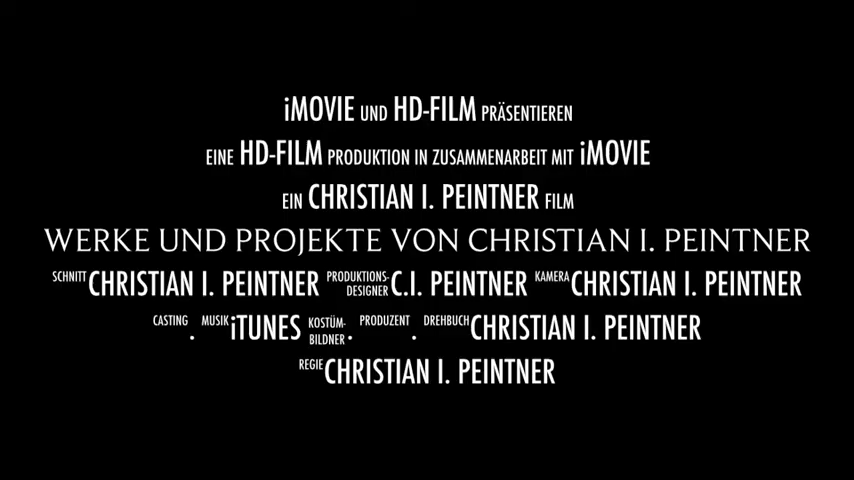 iMOVIE UND HD-FILM PRÄSENTIEREN
EINE HD-FILM PRODUKTION IN ZUSAMMENARBEIT MIT iMOVIE
EIN CHRISTIAN I. PEINTNER FILM
WERKE UND PROJEKTE VON CHRISTIAN I. PEINTNER
SCHNITT CHRISTIAN I. PEINTNER PRODUKTIONS-DESIGNER C.I. PEINTNER KAMERA CHRISTIAN I. PEINTNER
CASTING . MUSIK iTUNES KOSTÜM-BILDNER . PRODUZENT . DREHBUCH CHRISTIAN I. PEINTNER
REGIE CHRISTIAN I. PEINTNER